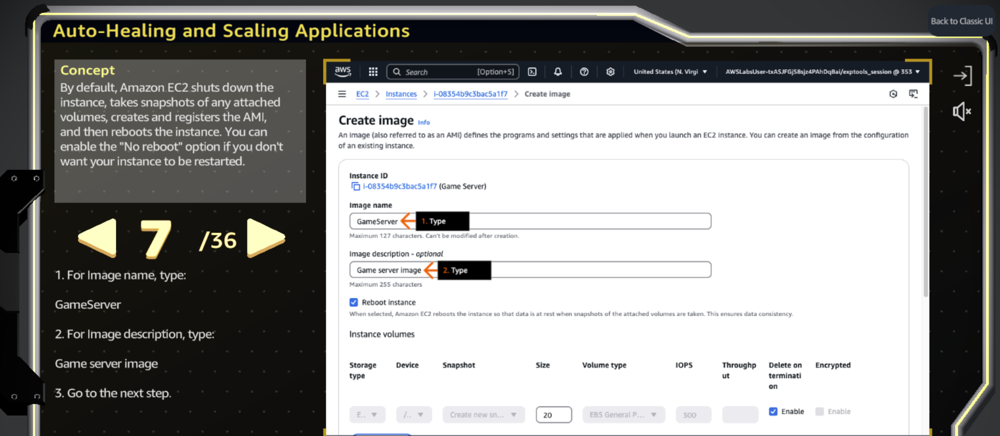 Back to Classic UI
Auto-Healing and Scaling Applications
Concept
By default, Amazon EC2 shuts down the
instance, takes snapshots of any attached
volumes, creates and registers the AMI,
and then reboots the instance. You can
enable the "No reboot" option if you don't
want your instance to be restarted.
7 /36
1. For Image name, type:
GameServer
2. For Image description, type:
Game server image
3. Go to the next step.
aws Search [Option+S] United States (N. Virgi AWSLabsUser-txASJFGjS8sjz4PAhDqBai/exptools_session @ 353
EC2 > Instances > i-08354b9c3bac5a1f7 > Create image
Create image Info
An image (also referred to as an AMI) defines the programs and settings that are applied when you launch an EC2 instance. You can create an image from the configuration
of an existing instance.
Instance ID
i-08354b9c3bac5a1f7 (Game Server)
Image name
GameServer 1. Type
Maximum 127 characters. Can't be modified after creation.
Image description - optional
Game server image 2. Type
Maximum 255 characters
Reboot instance
When selected, Amazon EC2 reboots the instance so that data is at rest when snapshots of the attached volumes are taken. This ensures data consistency.
Instance volumes
Storage Device Snapshot Size Volume type IOPS Throughp Delete on Encrypted
type ut terminati
on
E.. /.. Create new sn... 20 EBS General P... 300 Enable Enable